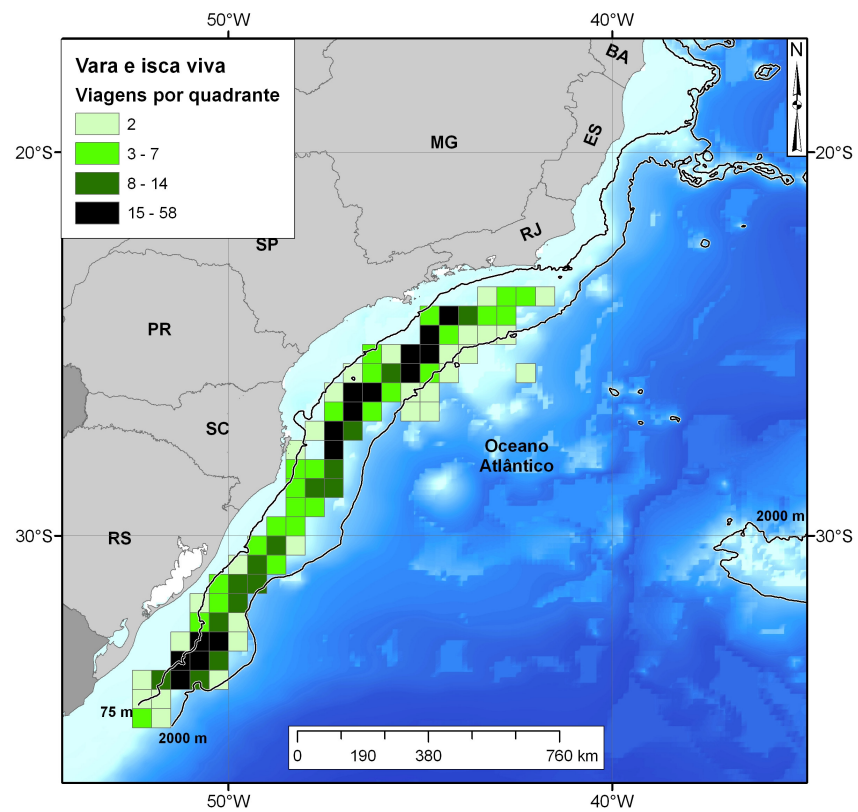 50°W 40°W
Vara e isca viva
Viagens por quadrante
2
3 - 7
8 - 14
15 - 58
N
BA
ES
MG
20°S 20°S
RJ
SP
PR
SC
Oceano
Atlântico
2000 m
30°S 30°S
RS
75 m
2000 m
0 190 380 760 km
50°W 40°W